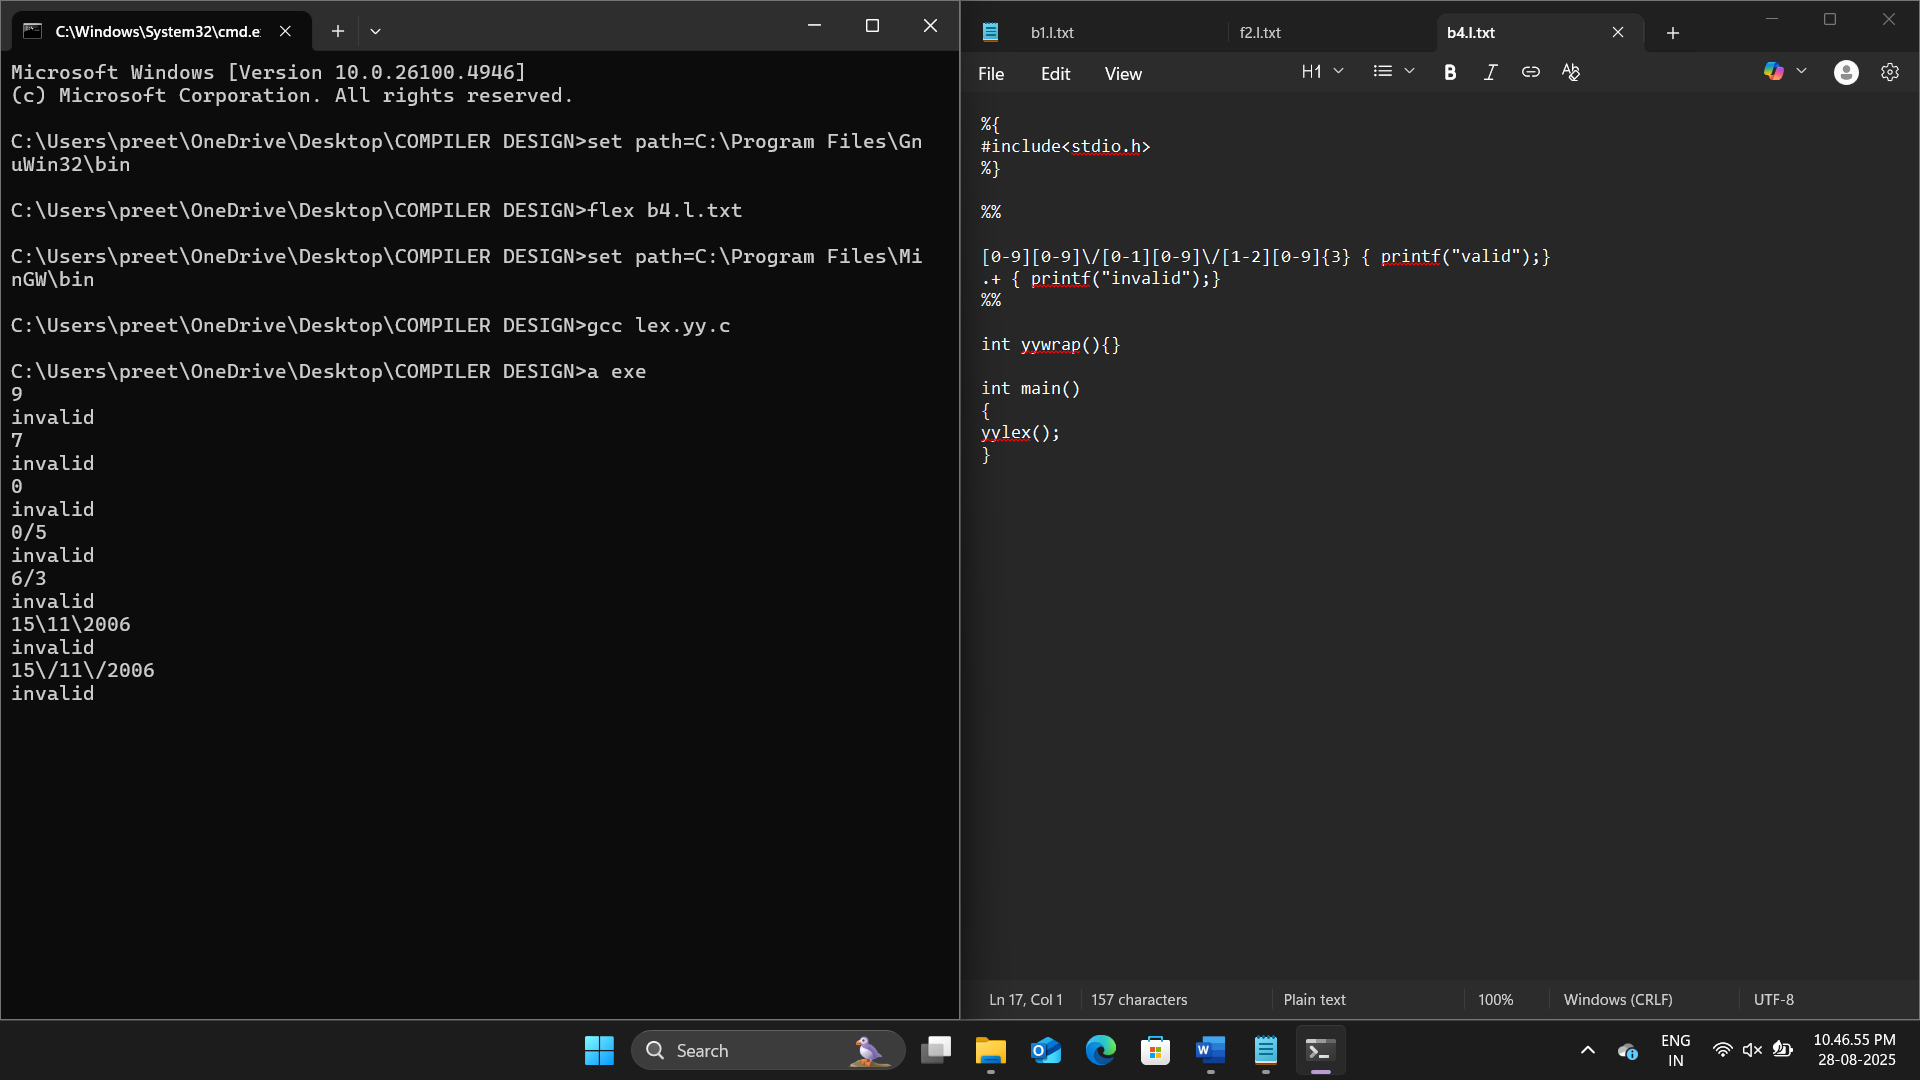 C:\Windows\System32\cmd.e
Microsoft Windows [Version 10.0.26100.4946]
(c) Microsoft Corporation. All rights reserved.
C:\Users\preet\OneDrive\Desktop\COMPILER DESIGN>set path=C:\Program Files\Gn
uWin32\bin
C:\Users\preet\OneDrive\Desktop\COMPILER DESIGN>flex b4.l.txt
C:\Users\preet\OneDrive\Desktop\COMPILER DESIGN>set path=C:\Program Files\Mi
nGW\bin
C:\Users\preet\OneDrive\Desktop\COMPILER DESIGN>gcc lex.yy.c
C:\Users\preet\OneDrive\Desktop\COMPILER DESIGN>a exe
9
invalid
7
invalid
0
invalid
0/5
invalid
6/3
invalid
15\11\2006
invalid
15\/11\/2006
invalid
b1.l.txt f2.l.txt b4.l.txt
File Edit View H1 B I
%{
#include<stdio.h>
%}
%%
[0-9][0-9]\/[0-1][0-9]\/[1-2][0-9]{3} { printf("valid");}
.+ { printf("invalid");}
%%
int yywrap(){}
int main()
{
yylex();
}
Ln 17, Col 1 157 characters Plain text 100% Windows (CRLF) UTF-8
Search
ENG
IN
10.46.55 PM
28-08-2025